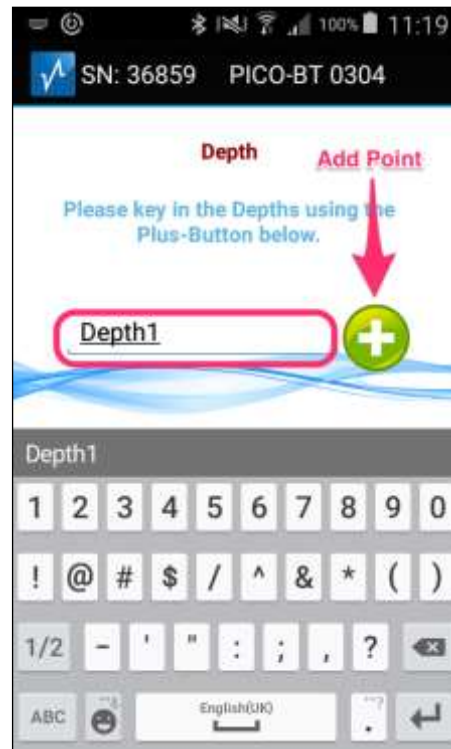 100% 11:19
SN: 36859 PICO-BT 0304
Depth
Add Point
Please key in the Depths using the
Plus-Button below.
Depth1
Depth1
1 2 3 4 5 6 7 8 9 0
! @ # $ / ^ & * ( )
1/2 - ' " : ; , ?
ABC English(UK) .